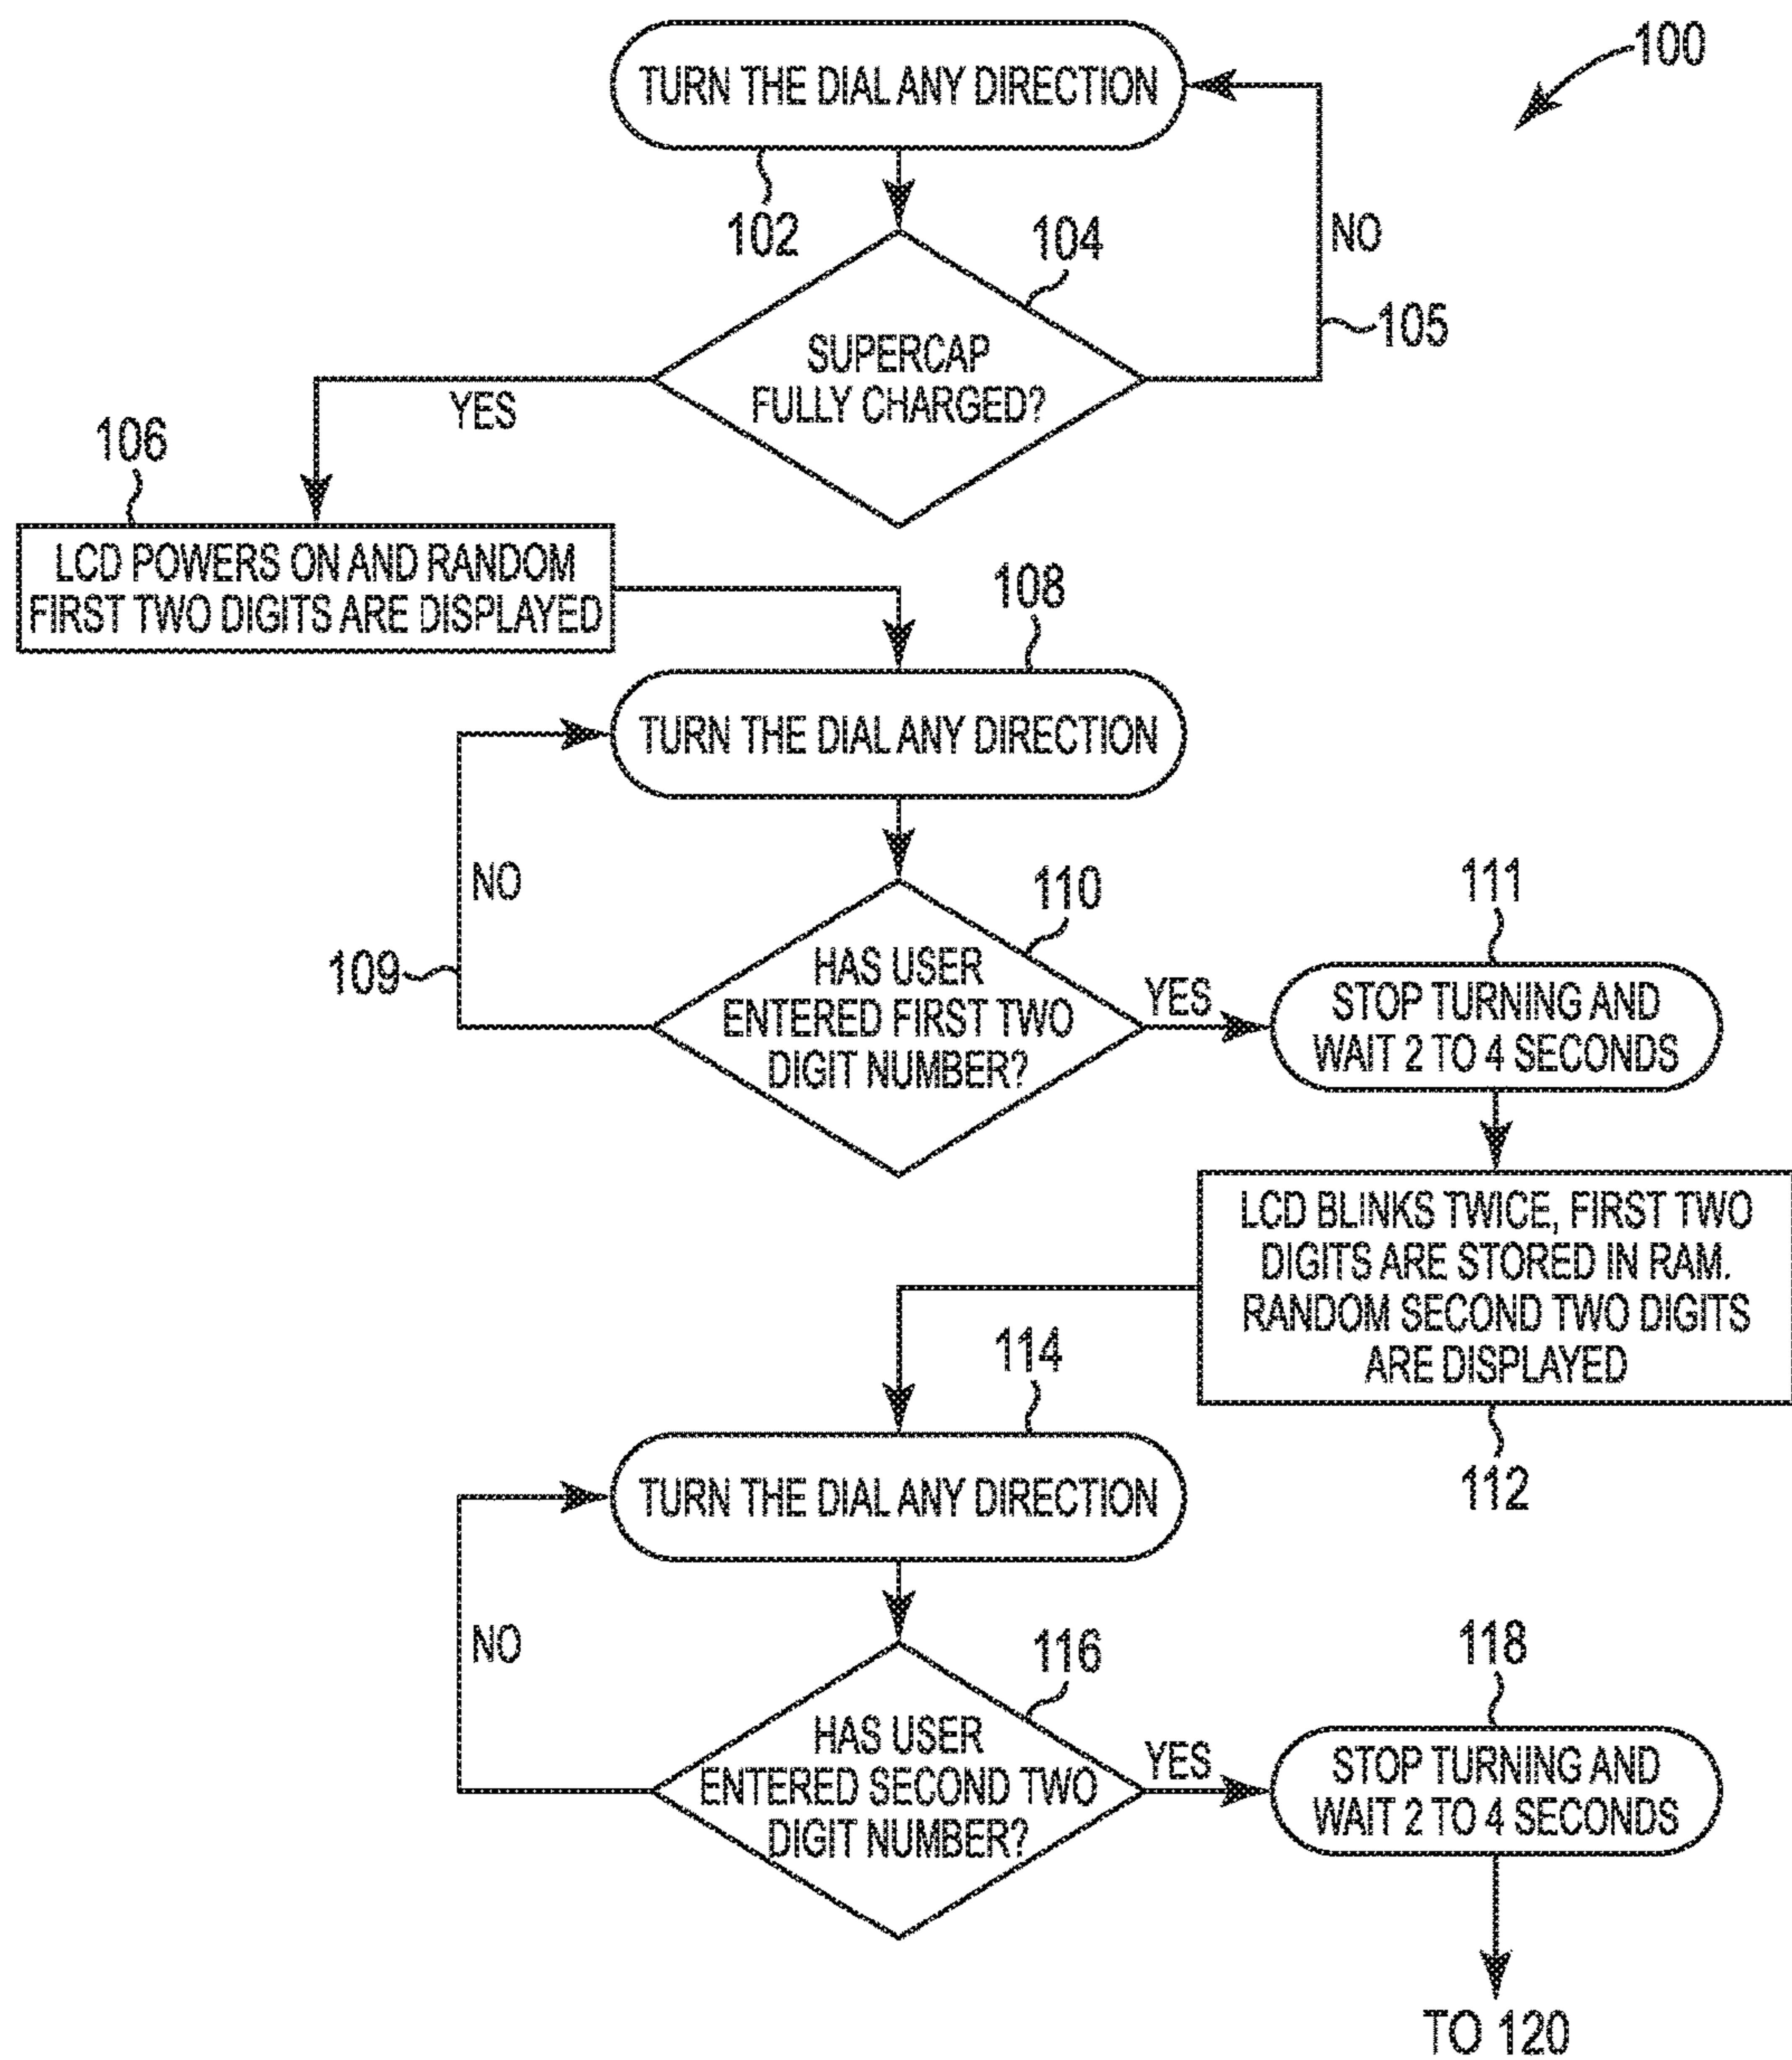 100
TURN THE DIAL ANY DIRECTION
102
104
NO
105
SUPERCAP
FULLY CHARGED?
YES
106
LCD POWERS ON AND RANDOM
FIRST TWO DIGITS ARE DISPLAYED
108
TURN THE DIAL ANY DIRECTION
NO
109
110
HAS USER
ENTERED FIRST TWO
DIGIT NUMBER?
YES
111
STOP TURNING AND
WAIT 2 TO 4 SECONDS
LCD BLINKS TWICE, FIRST TWO
DIGITS ARE STORED IN RAM.
RANDOM SECOND TWO DIGITS
ARE DISPLAYED
112
114
TURN THE DIAL ANY DIRECTION
NO
116
HAS USER
ENTERED SECOND TWO
DIGIT NUMBER?
YES
118
STOP TURNING AND
WAIT 2 TO 4 SECONDS
TO 120